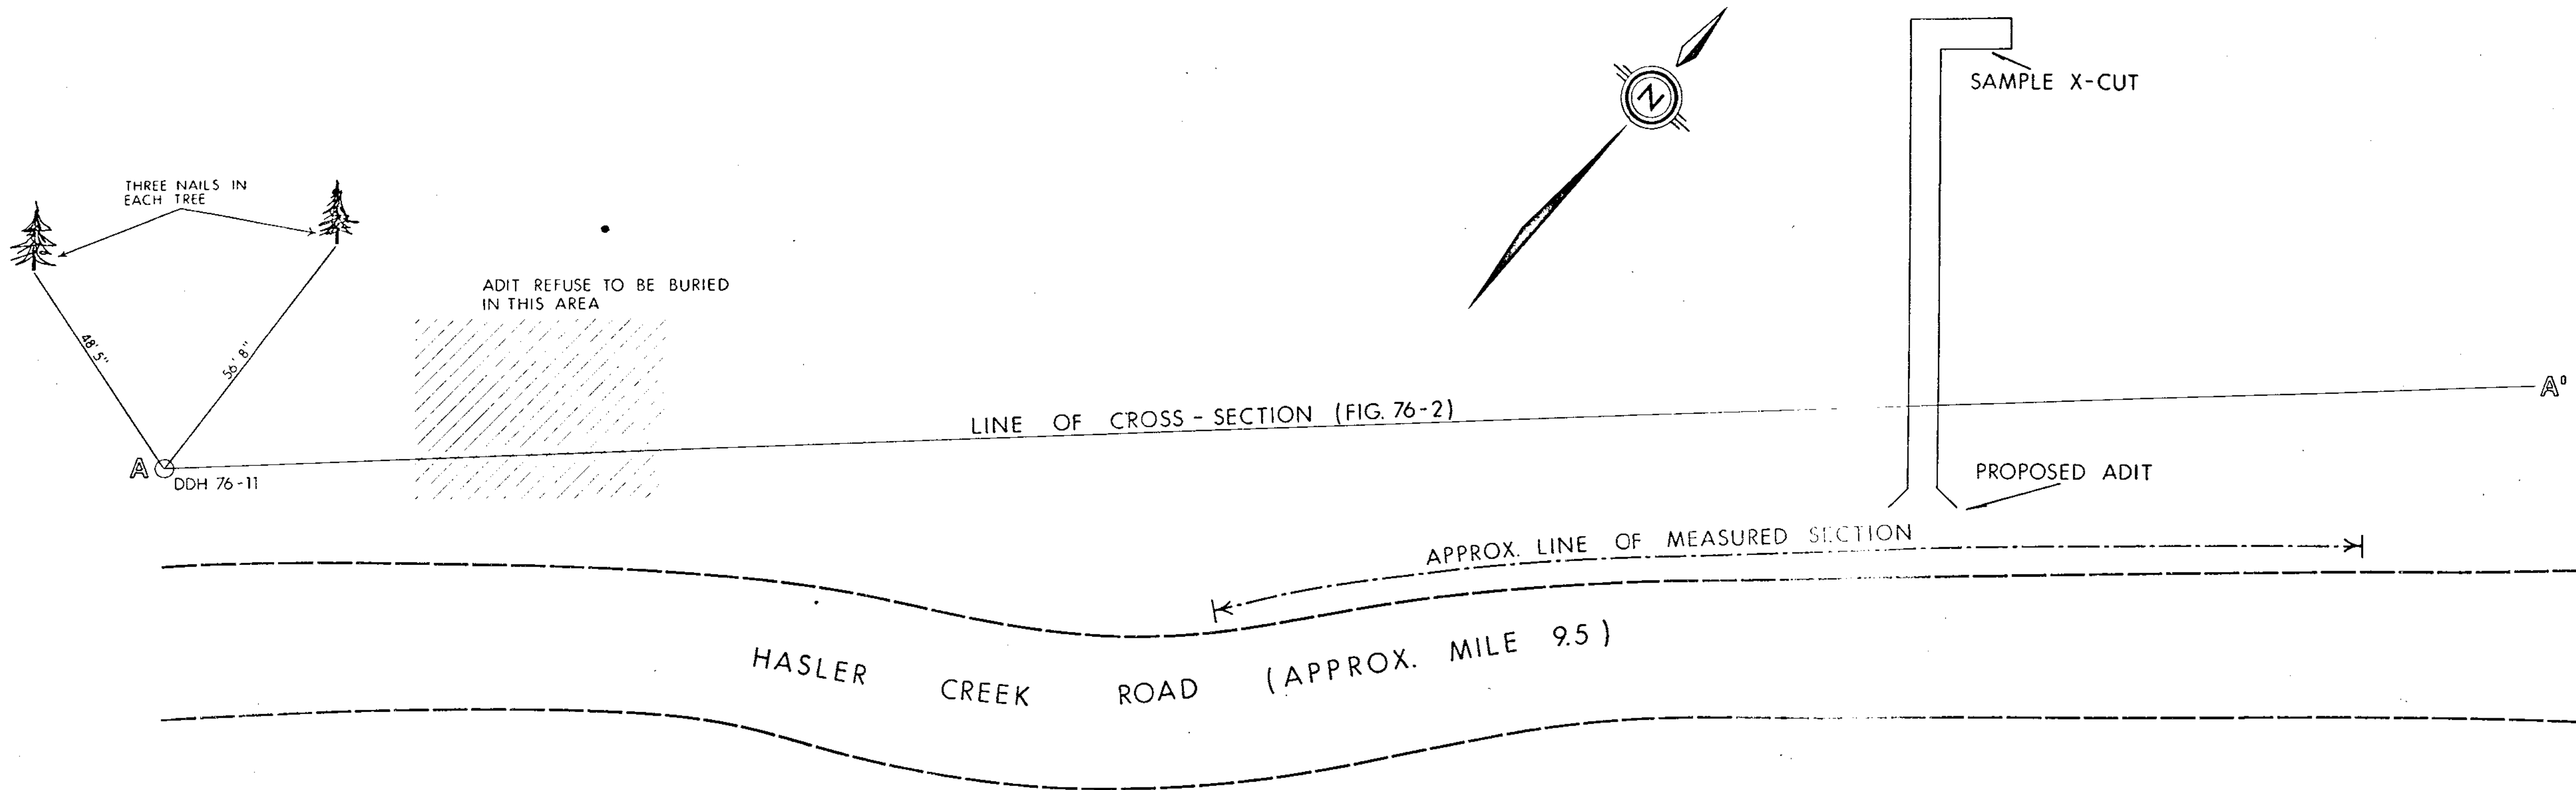 N
SAMPLE X-CUT
THREE NAILS IN
EACH TREE
ADIT REFUSE TO BE BURIED
IN THIS AREA
48' 5"
56' 8"
LINE OF CROSS-SECTION (FIG. 76-2)
A'
A
DDH 76-11
PROPOSED ADIT
APPROX. LINE OF MEASURED SECTION
HASLER CREEK ROAD (APPROX. MILE 9.5)